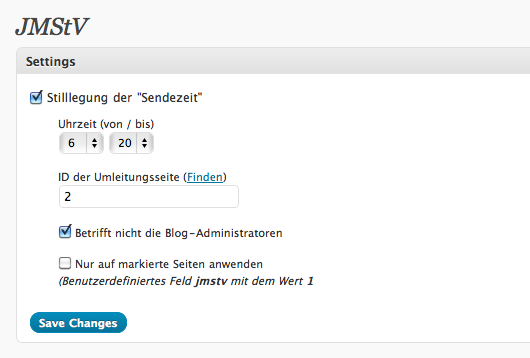 JMStV
Settings
Stilllegung der "Sendezeit"
Uhrzeit (von / bis)
6 20
ID der Umleitungsseite (Finden)
2
Betrifft nicht die Blog-Administratoren
Nur auf markierte Seiten anwenden
(Benutzerdefiniertes Feld jmstv mit dem Wert 1
Save Changes